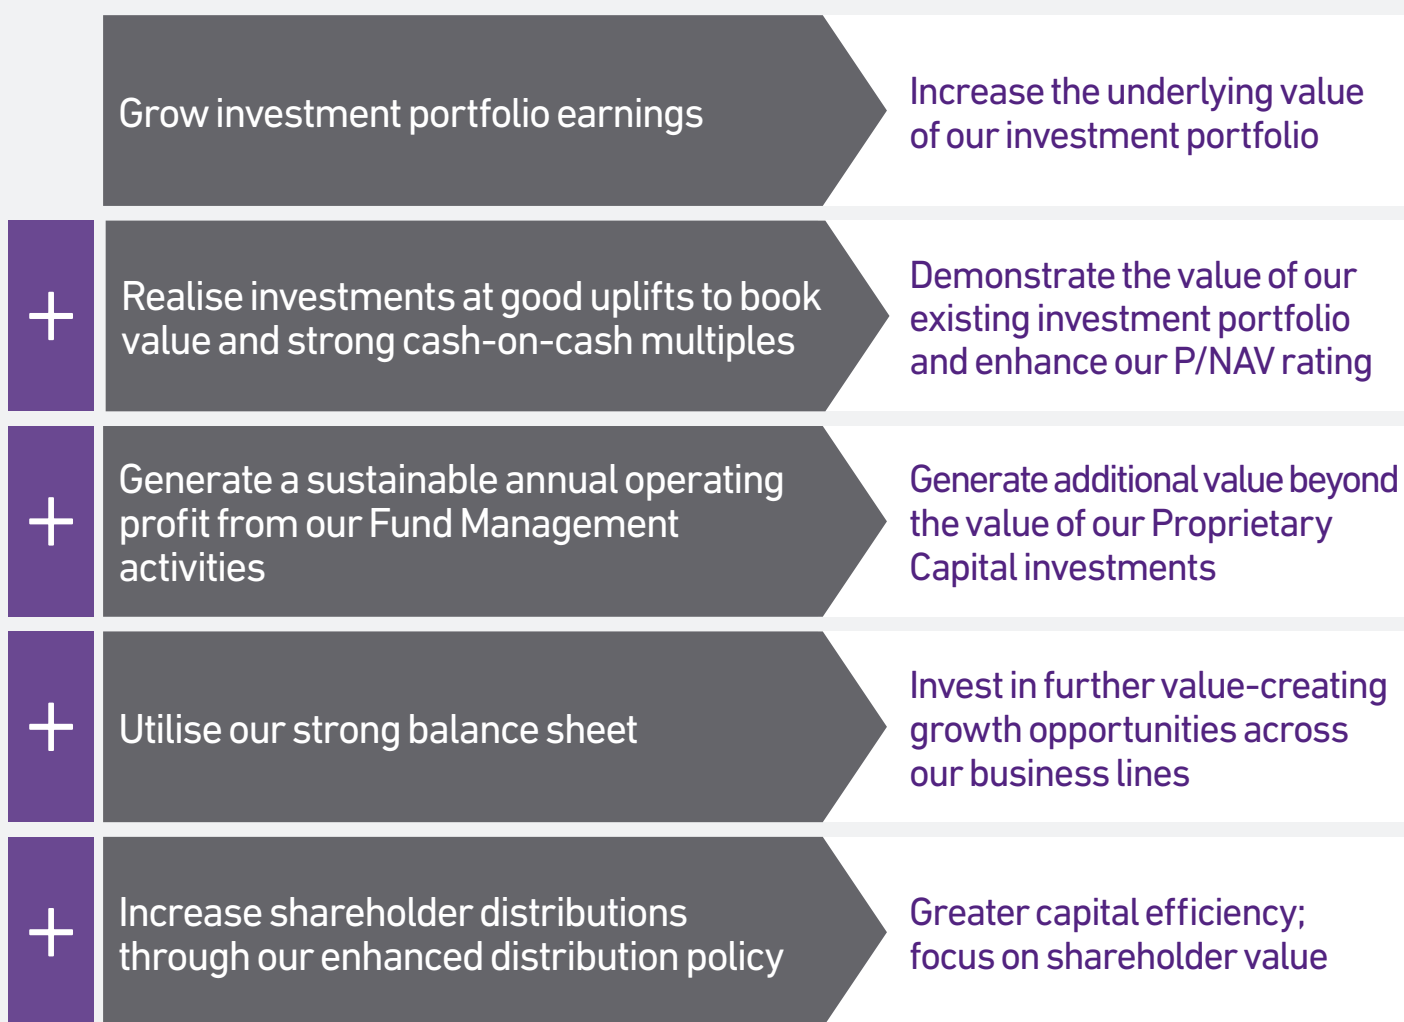 Grow investment portfolio earnings
Increase the underlying value
of our investment portfolio
+
Realise investments at good uplifts to book
value and strong cash-on-cash multiples
Demonstrate the value of our
existing investment portfolio
and enhance our P/NAV rating
+
Generate a sustainable annual operating
profit from our Fund Management
activities
Generate additional value beyond
the value of our Proprietary
Capital investments
+
Utilise our strong balance sheet
Invest in further value-creating
growth opportunities across
our business lines
+
Increase shareholder distributions
through our enhanced distribution policy
Greater capital efficiency;
focus on shareholder value